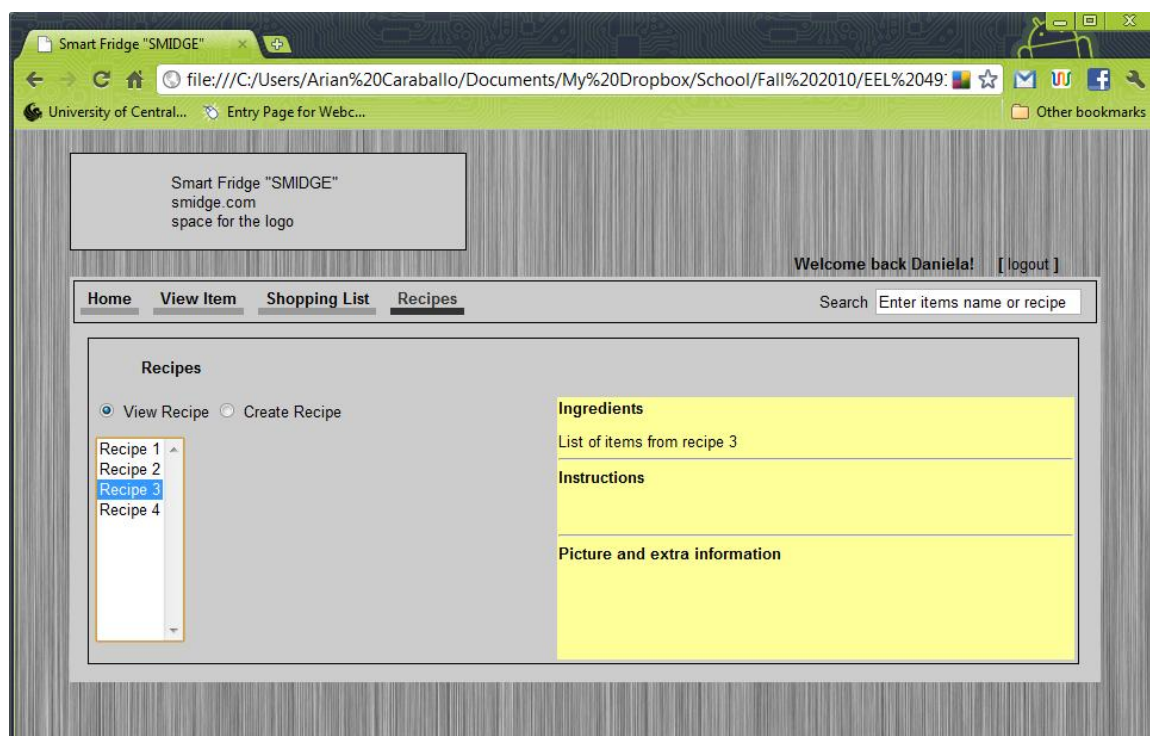 Smart Fridge "SMIDGE"
file:///C:/Users/Arian%20Caraballo/Documents/My%20Dropbox/School/Fall%202010/EEL%2049
University of Central...   Entry Page for Webc...   Other bookmarks
Smart Fridge "SMIDGE"
smidge.com
space for the logo
Welcome back Daniela!   [ logout ]
Home   View Item   Shopping List   Recipes   Search   Enter items name or recipe
Recipes
View Recipe   Create Recipe
Recipe 1
Recipe 2
Recipe 3
Recipe 4
Ingredients
List of items from recipe 3
Instructions
Picture and extra information